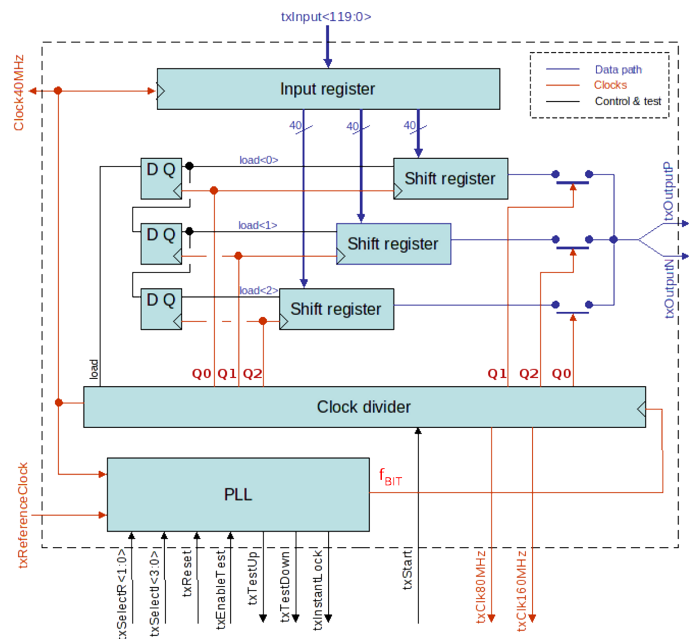 txInput<119:0>
Clock40MHz
Input register
Data path
Clocks
Control & test
40
40
40
D Q
load<0>
Shift register
D Q
load<1>
Shift register
D Q
load<2>
Shift register
txOutputP
txOutputN
load
Q0
Q1
Q2
Q1
Q2
Q0
Clock divider
PLL
fBIT
txReferenceClock
txSelectR<1:0>
txSelectI<3:0>
txReset
txEnableTest
txTestUp
txTestDown
txInstantLock
txStart
txClk80MHz
txClk160MHz